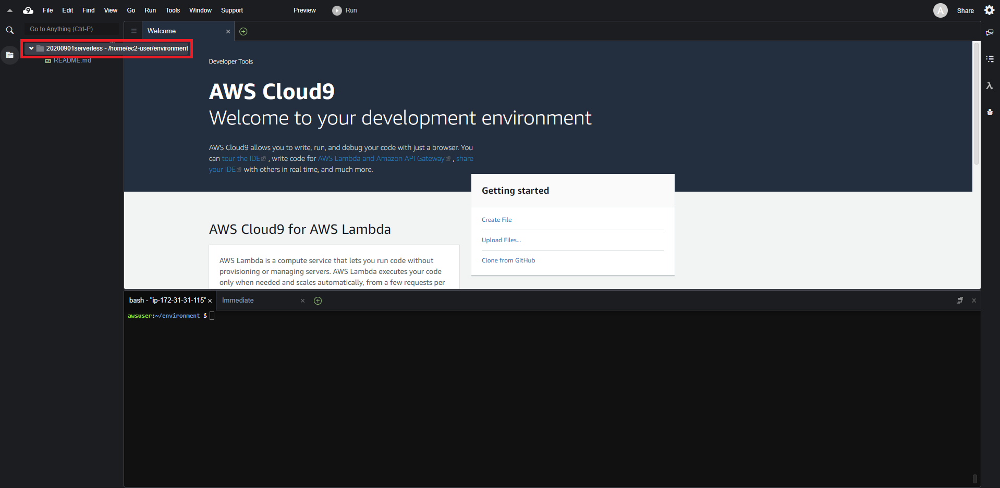 File Edit Find View Go Run Tools Window Support Preview Run A Share
Go to Anything (Ctrl-P)
Welcome
20200901serverless - /home/ec2-user/environment
README.md
Developer Tools
AWS Cloud9
Welcome to your development environment
AWS Cloud9 allows you to write, run, and debug your code with just a browser. You
can tour the IDE , write code for AWS Lambda and Amazon API Gateway , share
your IDE with others in real time, and much more.
Getting started
Create File
Upload Files...
Clone from GitHub
AWS Cloud9 for AWS Lambda
AWS Lambda is a compute service that lets you run code without
provisioning or managing servers. AWS Lambda executes your code
only when needed and scales automatically, from a few requests per
bash - "ip-172-31-31-115" Immediate
awsuser:~/environment $